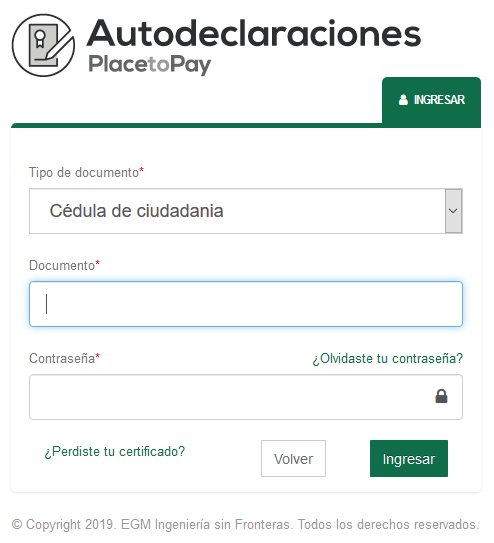 Autodeclaraciones
PlacetoPay
INGRESAR
Tipo de documento*
Cédula de ciudadania
Documento*
Contraseña*
¿Olvidaste tu contraseña?
¿Perdiste tu certificado?
Volver
Ingresar
© Copyright 2019. EGM Ingeniería sin Fronteras. Todos los derechos reservados.